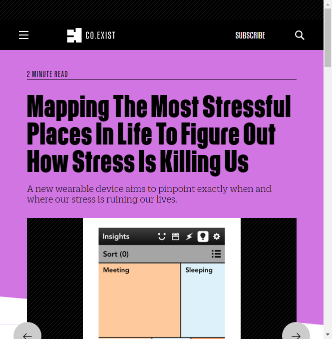 CO.EXIST
SUBSCRIBE
2 MINUTE READ
Mapping The Most Stressful
Places In Life To Figure Out
How Stress Is Killing Us
A new wearable device aims to pinpoint exactly when and
where our stress is ruining our lives.
Insights
Sort (0)
Meeting
Sleeping